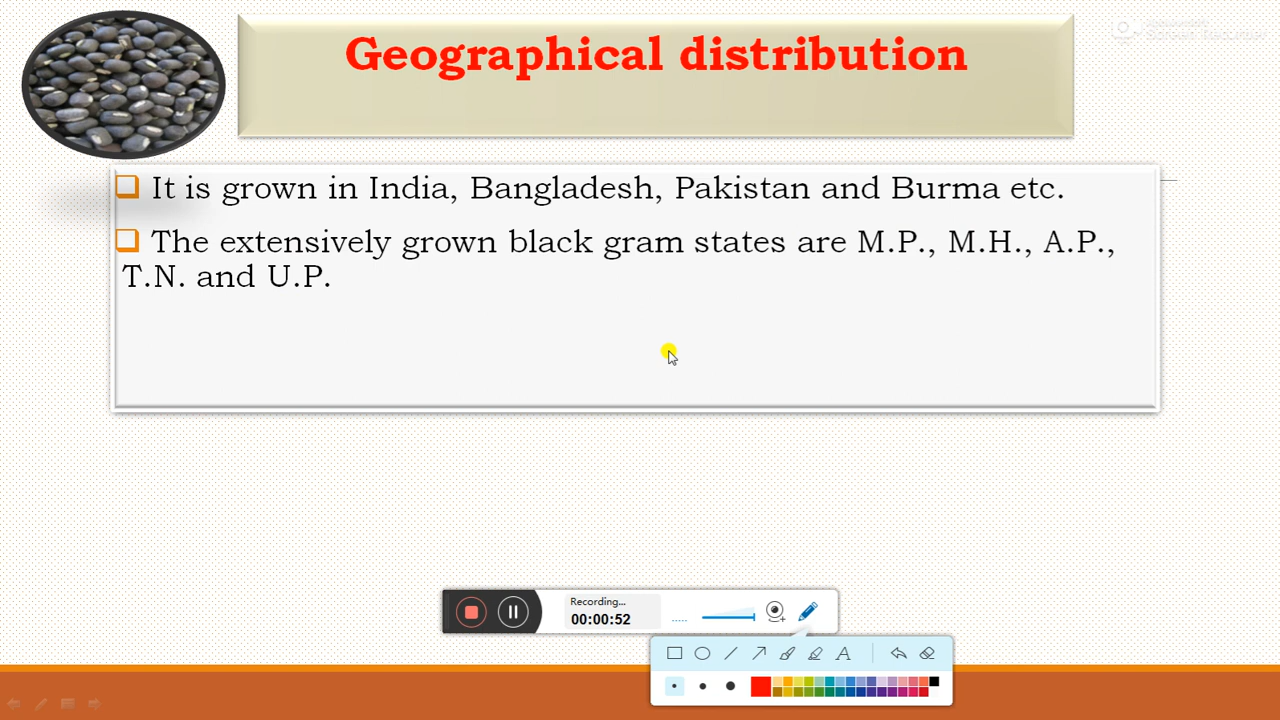 Geographical distribution
It is grown in India, Bangladesh, Pakistan and Burma etc.
The extensively grown black gram states are M.P., M.H., A.P.,
T.N. and U.P.
Recording...
00:00:52
A